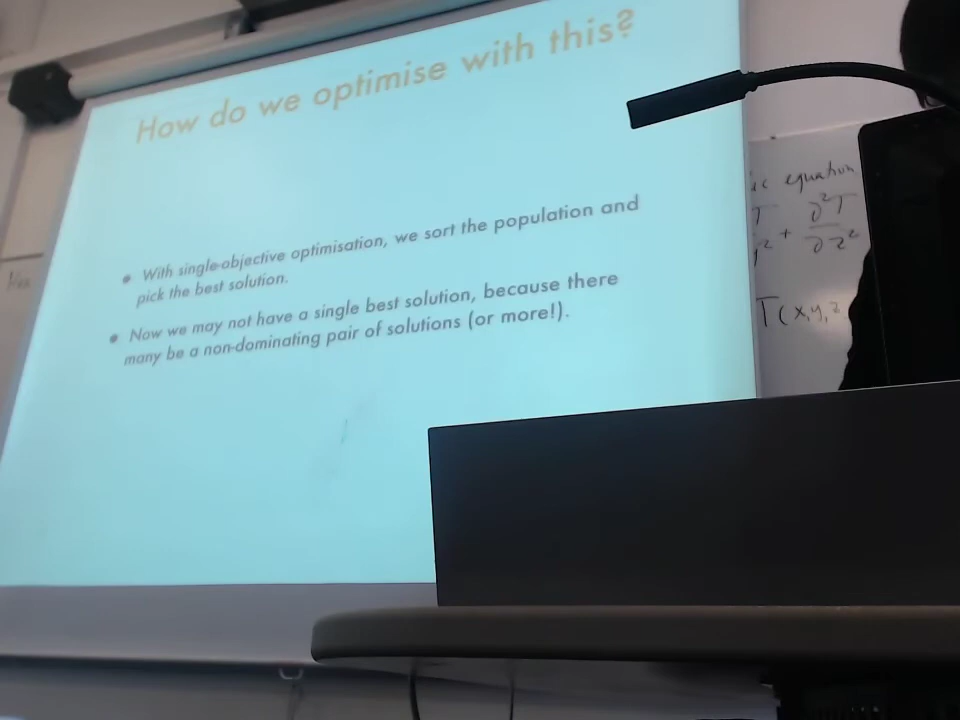 How do we optimise with this?
• With single-objective optimisation, we sort the population and
pick the best solution.
• Now we may not have a single best solution, because there
many be a non-dominating pair of solutions (or more!).
equation
+ ∂²T
∂z²
T(x,y,z